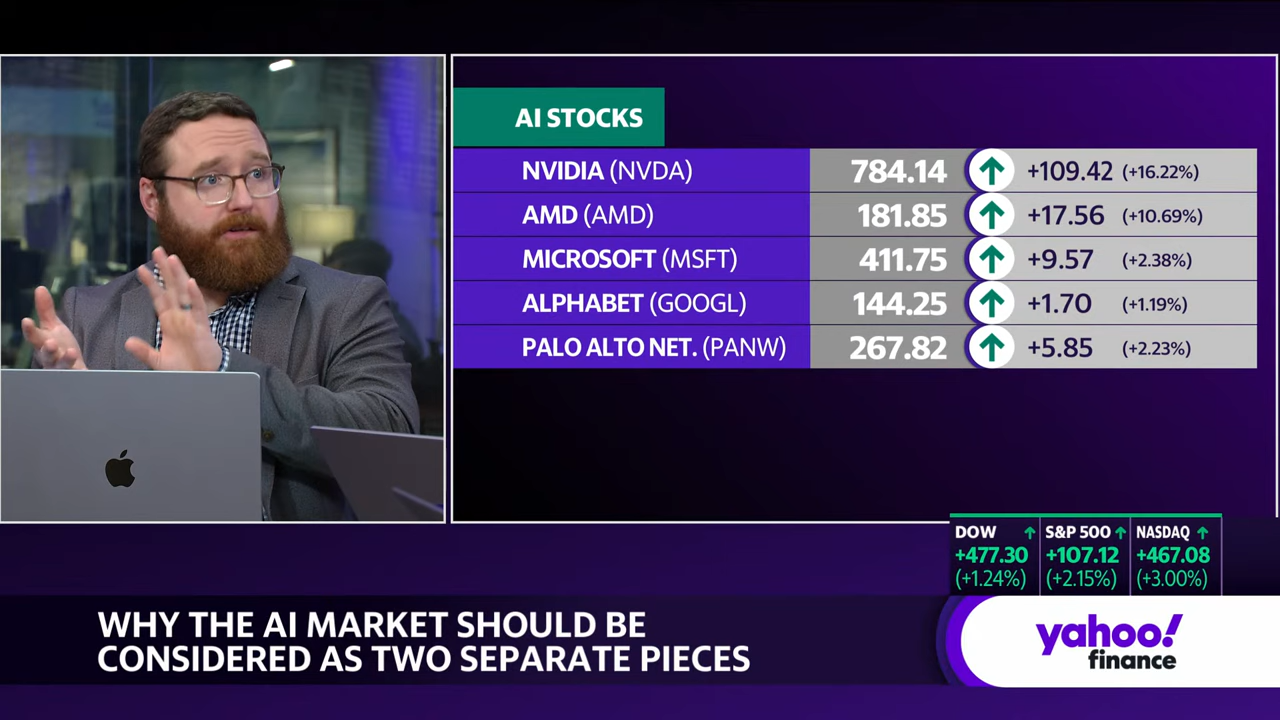 AI STOCKS
NVIDIA (NVDA) 784.14 +109.42 (+16.22%)
AMD (AMD) 181.85 +17.56 (+10.69%)
MICROSOFT (MSFT) 411.75 +9.57 (+2.38%)
ALPHABET (GOOGL) 144.25 +1.70 (+1.19%)
PALO ALTO NET. (PANW) 267.82 +5.85 (+2.23%)
DOW S&P 500 NASDAQ
+477.30 +107.12 +467.08
(+1.24%) (+2.15%) (+3.00%)
WHY THE AI MARKET SHOULD BE
CONSIDERED AS TWO SEPARATE PIECES
yahoo!
finance